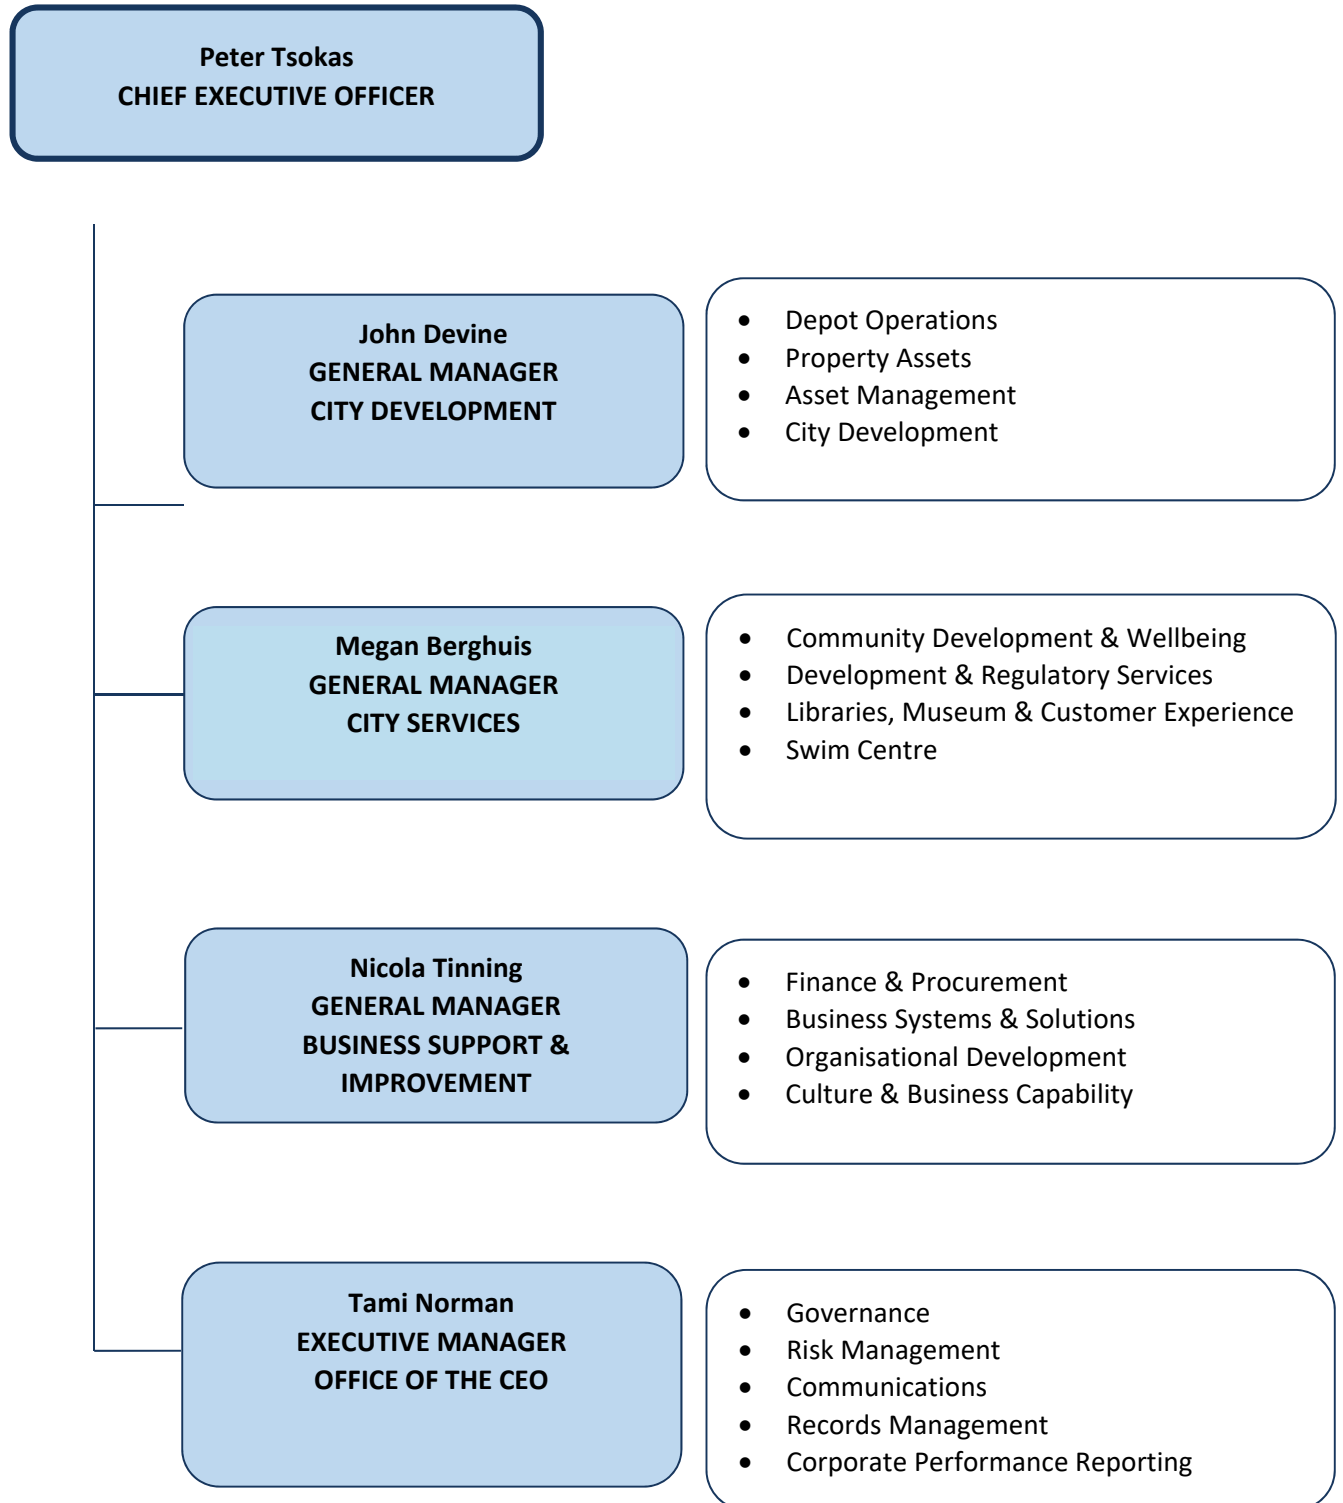 Peter Tsokas
CHIEF EXECUTIVE OFFICER
John Devine
GENERAL MANAGER
CITY DEVELOPMENT
• Depot Operations
• Property Assets
• Asset Management
• City Development
Megan Berghuis
GENERAL MANAGER
CITY SERVICES
• Community Development & Wellbeing
• Development & Regulatory Services
• Libraries, Museum & Customer Experience
• Swim Centre
Nicola Tinning
GENERAL MANAGER
BUSINESS SUPPORT &
IMPROVEMENT
• Finance & Procurement
• Business Systems & Solutions
• Organisational Development
• Culture & Business Capability
Tami Norman
EXECUTIVE MANAGER
OFFICE OF THE CEO
• Governance
• Risk Management
• Communications
• Records Management
• Corporate Performance Reporting